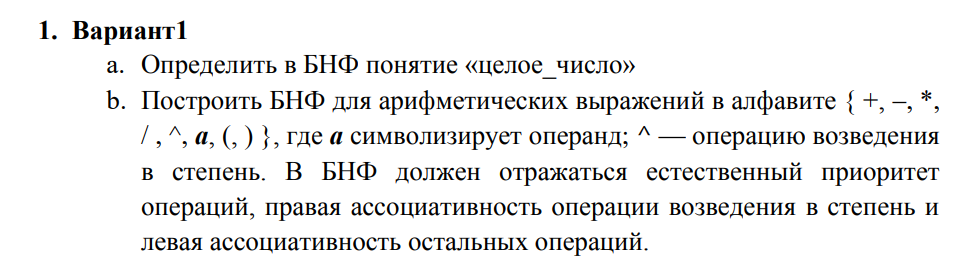 1. Вариант1
a. Определить в БНФ понятие «целое_число»
b. Построить БНФ для арифметических выражений в алфавите { +, –, *,
/ , ^, a, (, ) }, где a символизирует операнд; ^ — операцию возведения
в степень. В БНФ должен отражаться естественный приоритет
операций, правая ассоциативность операции возведения в степень и
левая ассоциативность остальных операций.